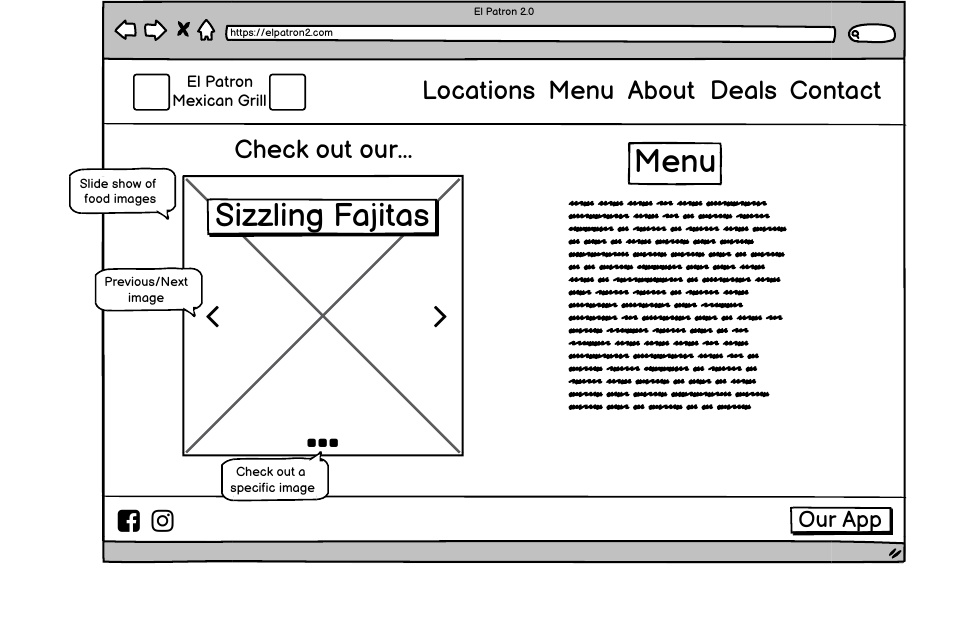 El Patron 2.0
https://elpatron2.com
El Patron
Mexican Grill
Locations Menu About Deals Contact
Check out our...
Menu
Slide show of
food images
Sizzling Fajitas
Previous/Next
image
Check out a
specific image
Our App